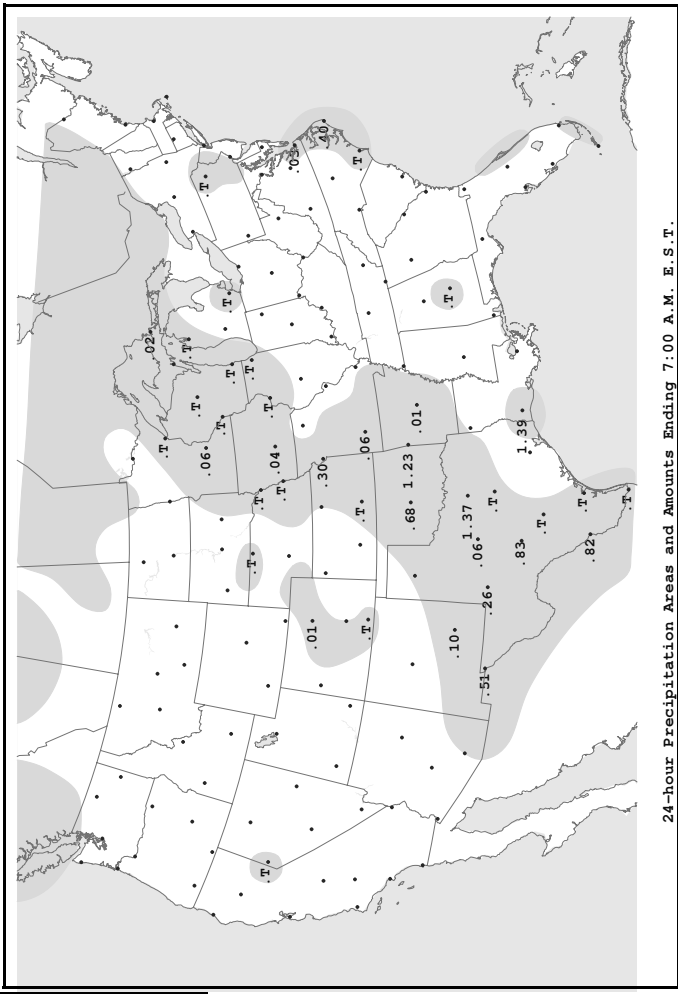 .02
.T
.T
.T
.T
.06
.T
.T
.T
.T
.T
.T
.T
.T
.04
.T
.03
.01
.30
.40
.T
.T
.06
.T
.68
1.23
.01
.T
.10
1.37
.06
.51
.26
.T
.83
1.39
.T
.T
.82
.T
24-hour Precipitation Areas and Amounts Ending 7:00 A.M. E.S.T.